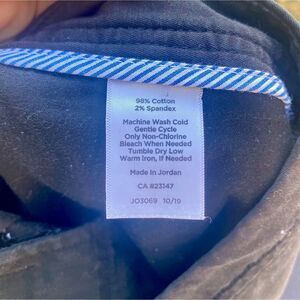 98% Cotton
2% Spandex
Machine Wash Cold
Gentle Cycle
Only Non-Chlorine
Bleach When Needed
Tumble Dry Low
Warm Iron, If Needed
Made In Jordan
CA #23147
JO3069 10/19